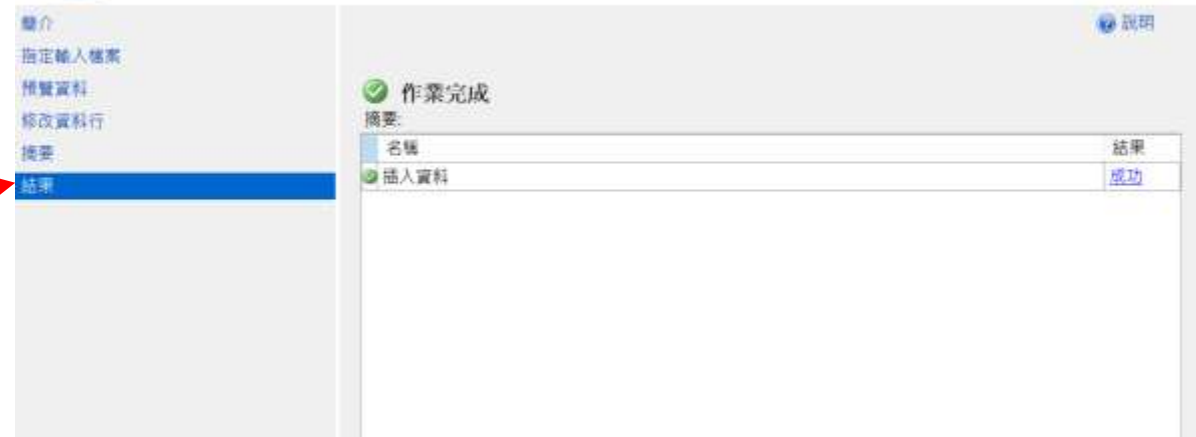 簡介
指定輸入檔案
預覽資料
修改資料行
摘要
結果
說明
作業完成
摘要:
名稱 結果
插入資料 成功